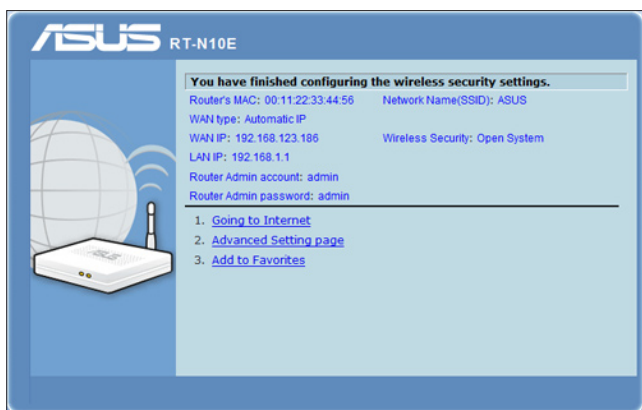 ASUS RT-N10E
You have finished configuring the wireless security settings.
Router's MAC: 00:11:22:33:44:56 Network Name(SSID): ASUS
WAN type: Automatic IP
WAN IP: 192.168.123.186 Wireless Security: Open System
LAN IP: 192.168.1.1
Router Admin account: admin
Router Admin password: admin
1. Going to Internet
2. Advanced Setting page
3. Add to Favorites
ASUS